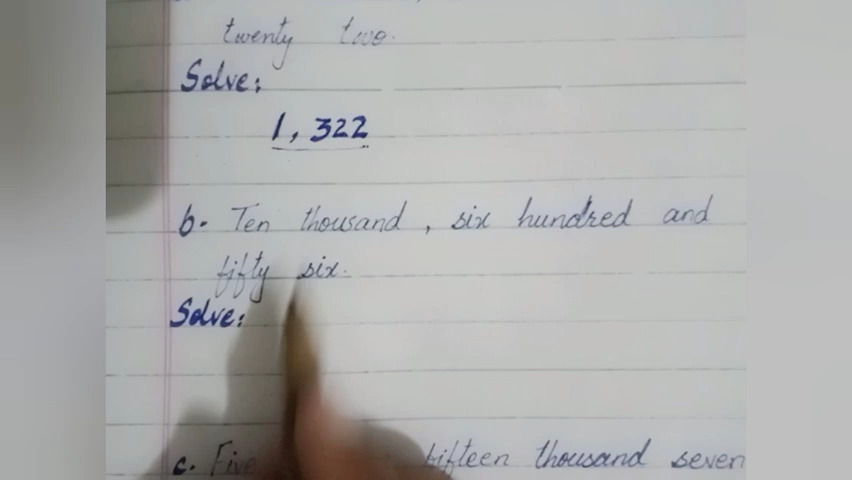 twenty two.
Solve:
1, 322
b. Ten thousand, six hundred and
fifty six.
Solve:
c. Five fifteen thousand seven